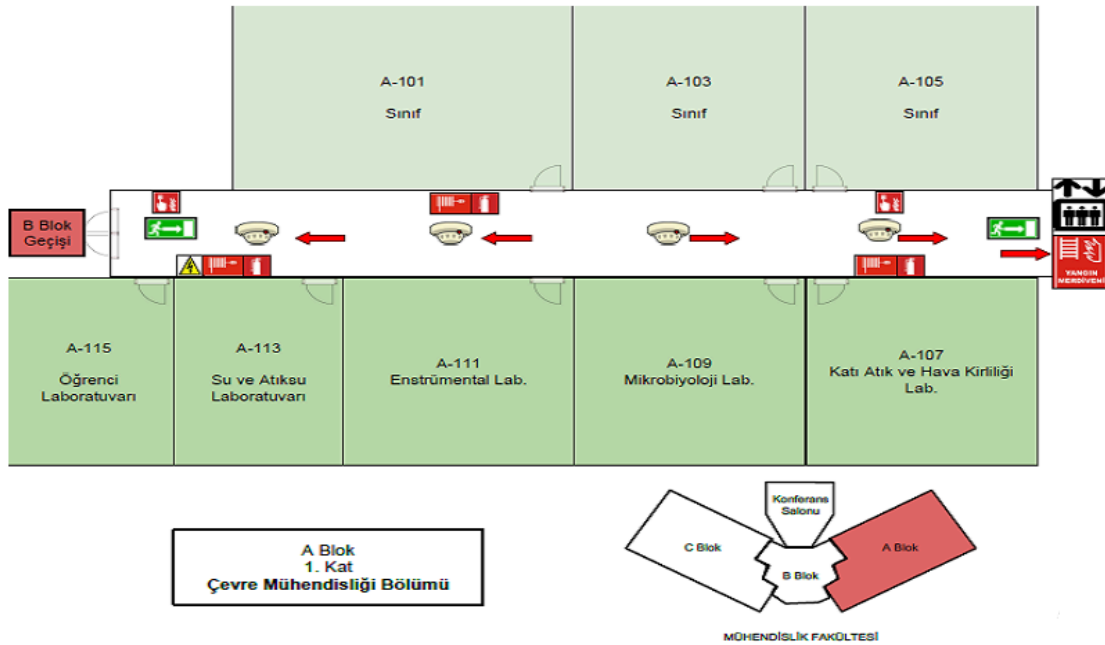 A-101
Sınıf
A-103
Sınıf
A-105
Sınıf
B Blok
Geçişi
YANGIN
MERDİVENİ
A-115
Öğrenci
Laboratuvarı
A-113
Su ve Atıksu
Laboratuvarı
A-111
Enstrümental Lab.
A-109
Mikrobiyoloji Lab.
A-107
Katı Atık ve Hava Kirliliği
Lab.
A Blok
1. Kat
Çevre Mühendisliği Bölümü
Konferans
Salonu
C Blok
B Blok
A Blok
MÜHENDİSLİK FAKÜLTESİ